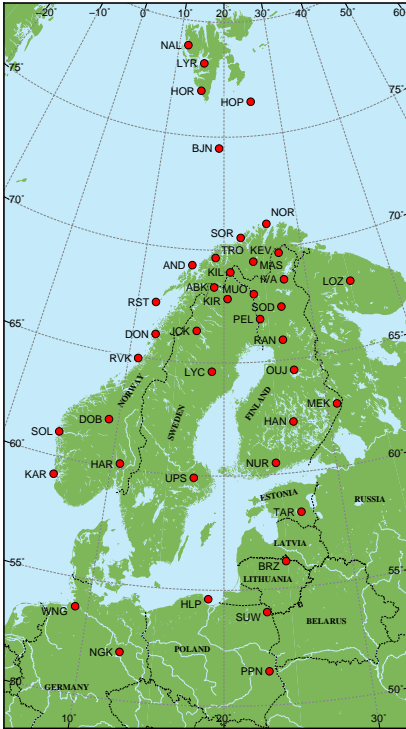 -20˚ -10˚ 0˚ 10˚ 20˚ 30˚ 40˚ 50˚
NAL
LYR
75˚
HOR
HOP
75˚
BJN
70˚
NOR
SOR
70˚
TRO KEV
AND
MAS
KIL
IVA
LOZ
ABK
MUO
KIR
RST
SOD
PEL
65˚
DON
JCK
RAN
65˚
RVK
LYC
OUJ
NORWAY
FINLAND
MEK
SWEDEN
DOB
HAN
SOL
60˚
HAR
NUR
60˚
KAR
UPS
ESTONIA
RUSSIA
TAR
LATVIA
55˚
BRZ
55˚
LITHUANIA
HLP
WNG
SUW
BELARUS
NGK
POLAND
PPN
50˚
GERMANY
50˚
10˚ 20˚ 30˚